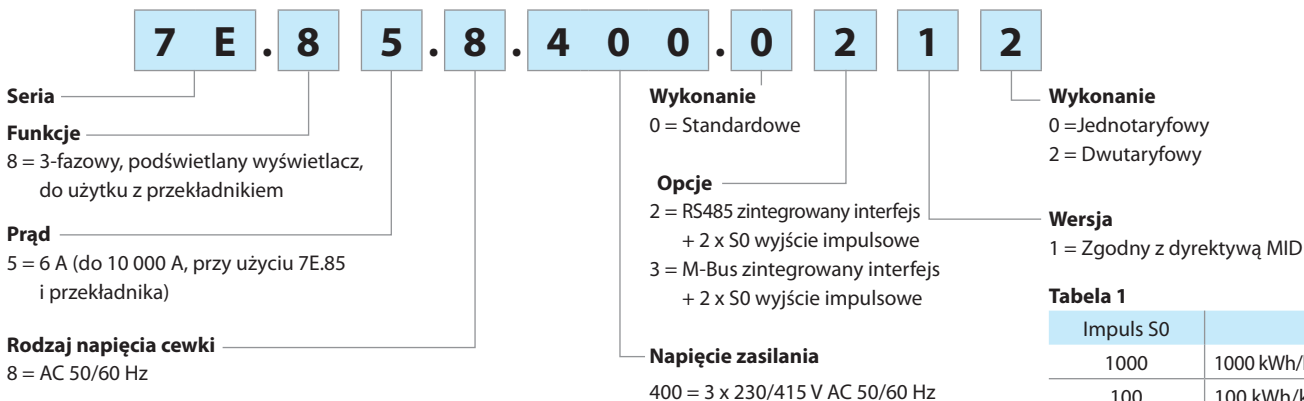 7 E . 8 5 . 8 . 4 0 0 . 0 2 1 2
Seria
Funkcje
8 = 3-fazowy, podświetlany wyświetlacz,
do użytku z przekładnikiem
Prąd
5 = 6 A (do 10 000 A, przy użyciu 7E.85
i przekładnika)
Rodzaj napięcia cewki
8 = AC 50/60 Hz
Wykonanie
0 = Standardowe
Opcje
2 = RS485 zintegrowany interfejs
+ 2 x S0 wyjście impulsowe
3 = M-Bus zintegrowany interfejs
+ 2 x S0 wyjście impulsowe
Napięcie zasilania
400 = 3 x 230/415 V AC 50/60 Hz
Wykonanie
0 =Jednotaryfowy
2 = Dwutaryfowy
Wersja
1 = Zgodny z dyrektywą MID
Tabela 1
Impuls S0
1000 1000 kWh/
100 100 kWh/